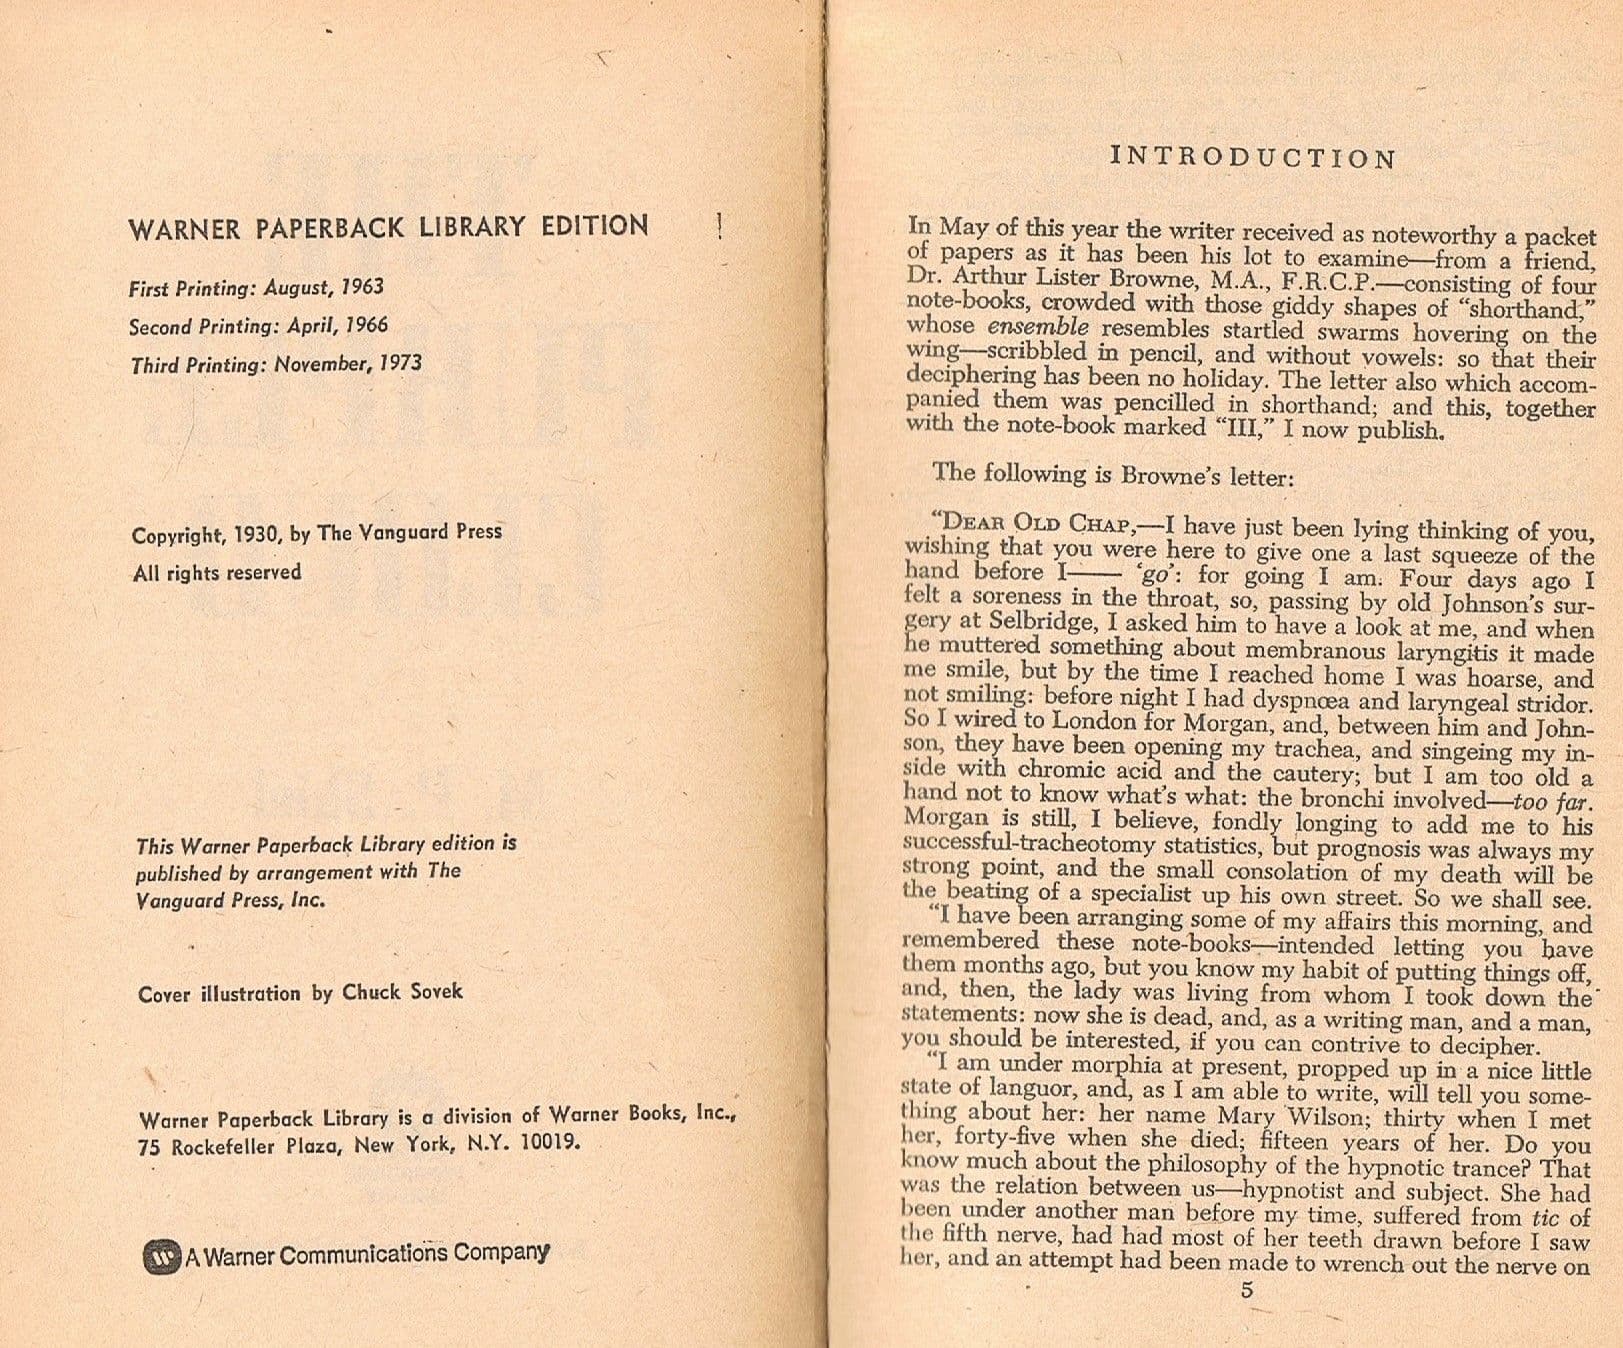 WARNER PAPERBACK LIBRARY EDITION
First Printing: August, 1963
Second Printing: April, 1966
Third Printing: November, 1973
Copyright, 1930, by The Vanguard Press
All rights reserved
This Warner Paperback Library edition is
published by arrangement with The
Vanguard Press, Inc.
Cover illustration by Chuck Sovek
Warner Paperback Library is a division of Warner Books, Inc.,
75 Rockefeller Plaza, New York, N.Y. 10019.
A Warner Communications Company
INTRODUCTION
In May of this year the writer received as noteworthy a packet
of papers as it has been his lot to examine—from a friend,
Dr. Arthur Lister Browne, M.A., F.R.C.P.—consisting of four
note-books, crowded with those giddy shapes of “shorthand,”
whose ensemble resembles startled swarms hovering on the
wing—scribbled in pencil, and without vowels: so that their
deciphering has been no holiday. The letter also which accom-
panied them was pencilled in shorthand; and this, together
with the note-book marked “III,” I now publish.
The following is Browne’s letter:
“DEAR OLD CHAP,—I have just been lying thinking of you,
wishing that you were here to give one a last squeeze of the
hand before I—— ‘go’: for going I am. Four days ago I
felt a soreness in the throat, so, passing by old Johnson’s sur-
gery at Selbridge, I asked him to have a look at me, and when
he muttered something about membranous laryngitis it made
me smile, but by the time I reached home I was hoarse, and
not smiling: before night I had dyspnœa and laryngeal stridor.
So I wired to London for Morgan, and, between him and John-
son, they have been opening my trachea, and singeing my in-
side with chromic acid and the cautery; but I am too old a
hand not to know what’s what: the bronchi involved—too far.
Morgan is still, I believe, fondly longing to add me to his
successful-tracheotomy statistics, but prognosis was always my
strong point, and the small consolation of my death will be
the beating of a specialist up his own street. So we shall see.
“I have been arranging some of my affairs this morning, and
remembered these note-books—intended letting you have
them months ago, but you know my habit of putting things off,
and, then, the lady was living from whom I took down the
statements: now she is dead, and, as a writing man, and a man,
you should be interested, if you can contrive to decipher.
“I am under morphia at present, propped up in a nice little
state of languor, and, as I am able to write, will tell you some-
thing about her: her name Mary Wilson; thirty when I met
her, forty-five when she died; fifteen years of her. Do you
know much about the philosophy of the hypnotic trance? That
was the relation between us—hypnotist and subject. She had
been under another man before my time, suffered from tic of
the fifth nerve, had had most of her teeth drawn before I saw
her, and an attempt had been made to wrench out the nerve on
5